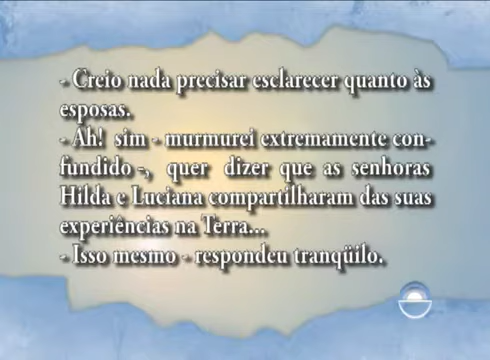 - Creio nada precisar esclarecer quanto às
esposas.
- Ah! sim - murmurei extremamente con-
fundido -, quer dizer que as senhoras
Hilda e Luciana compartilharam das suas
experiências na Terra...
- Isso mesmo - respondeu tranqüilo.